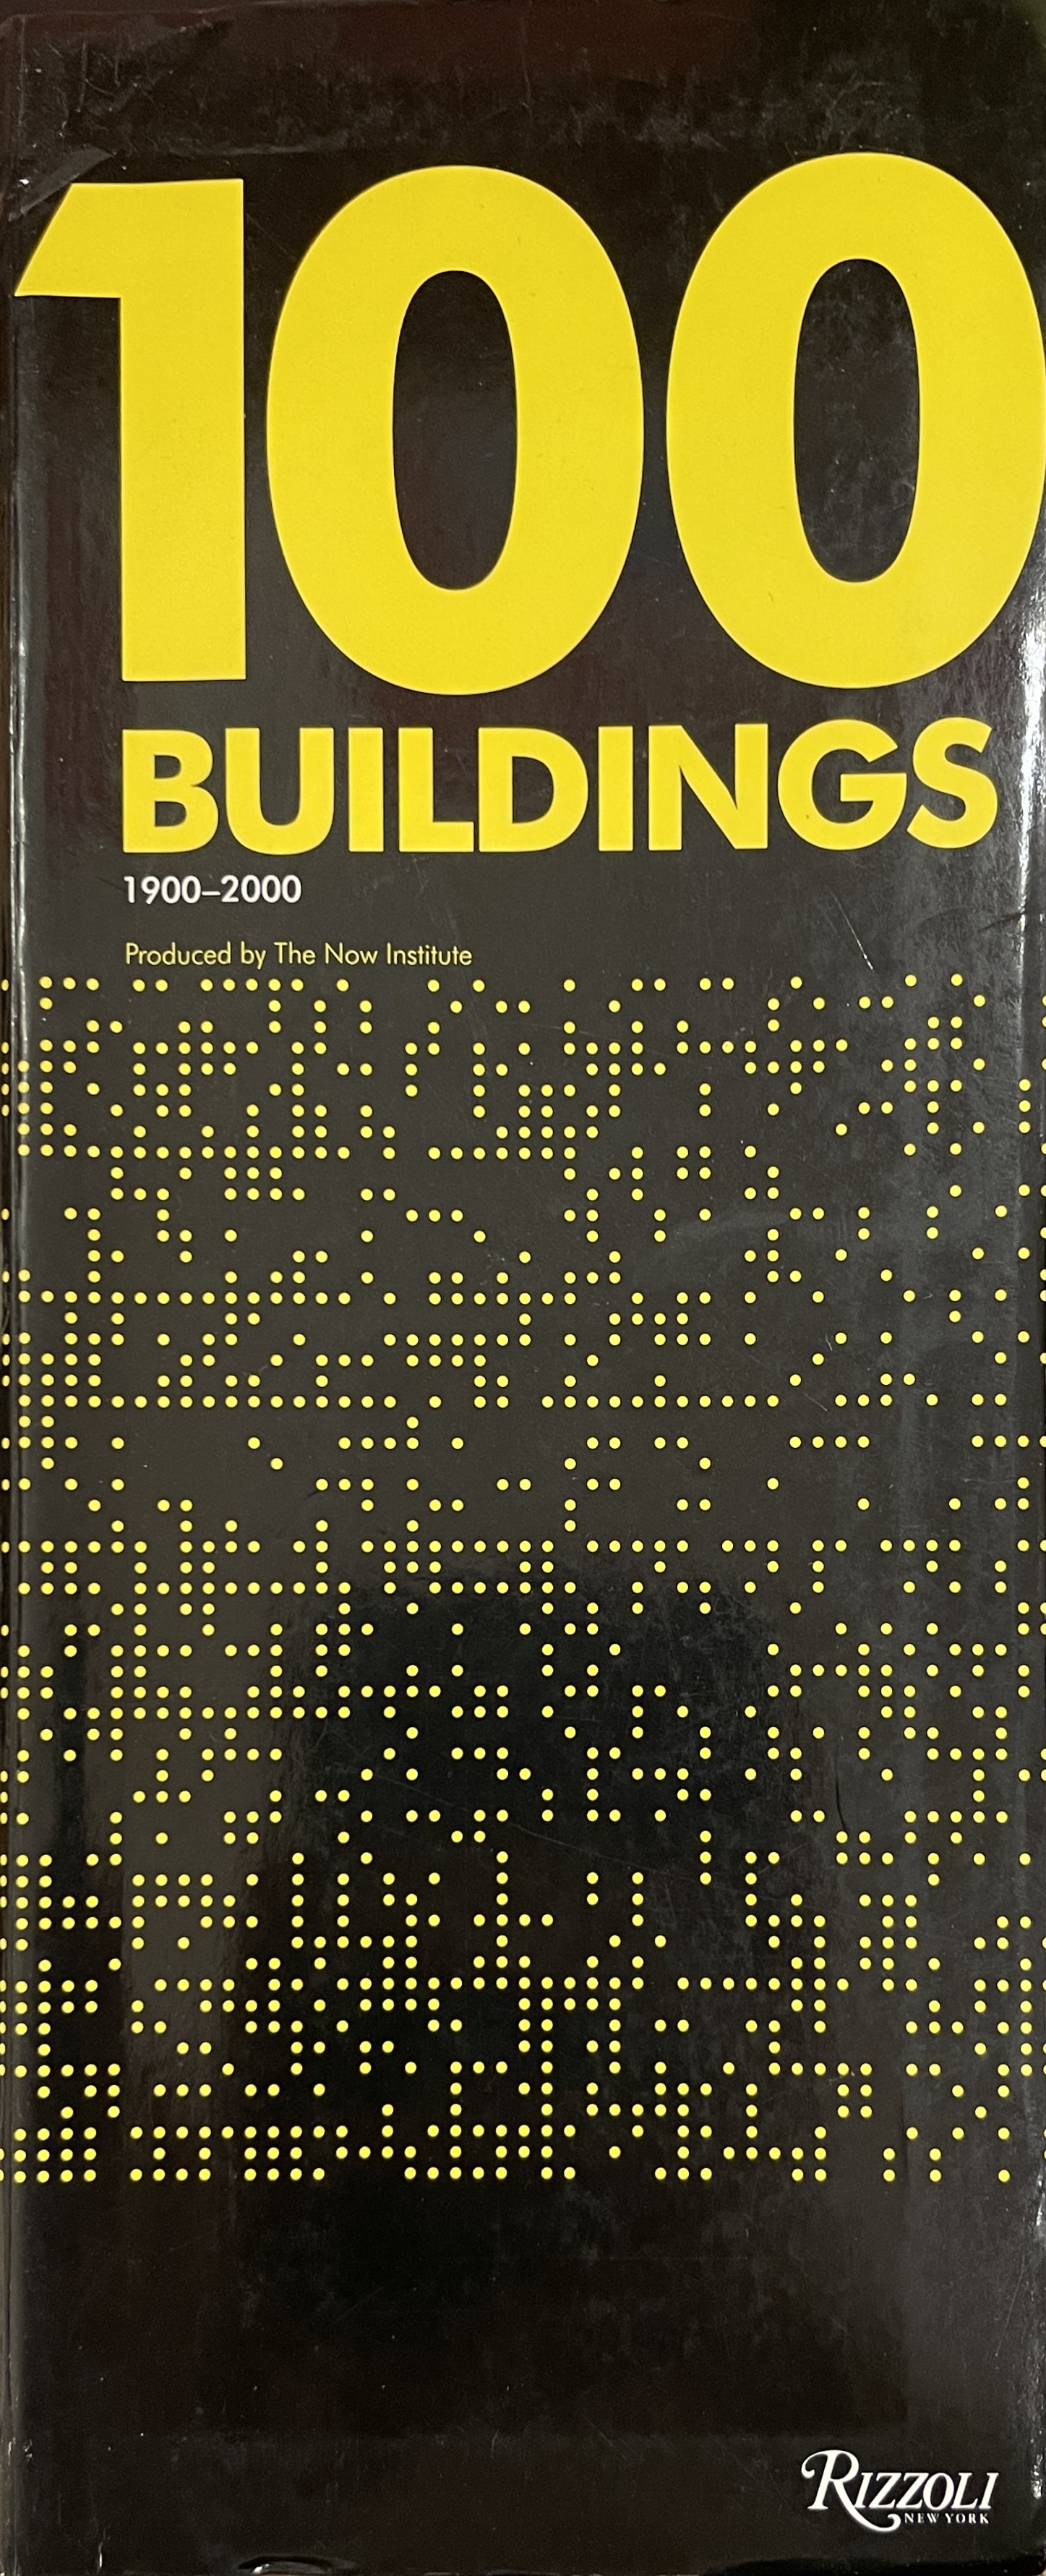 100
BUILDINGS
1900–2000
Produced by The Now Institute
RIZZOLI
NEW YORK